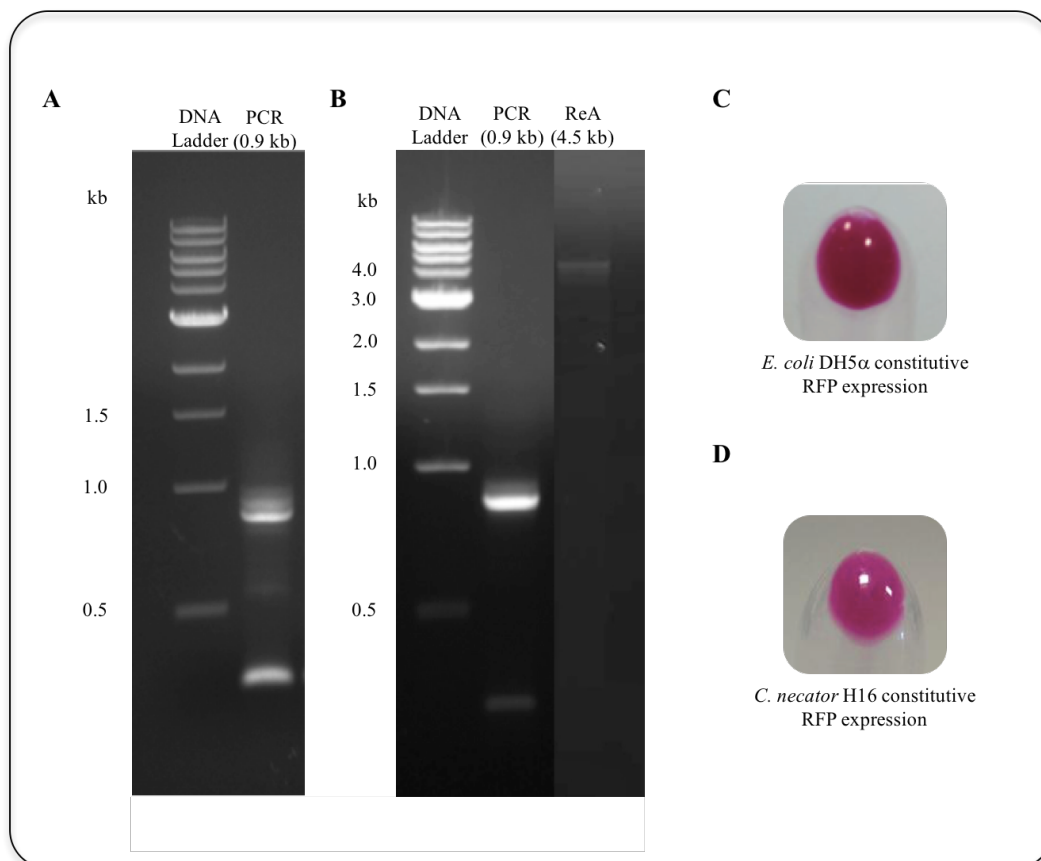 A
DNA
Ladder
PCR
(0.9 kb)
kb
1.5
1.0
0.5
B
DNA
Ladder
PCR
(0.9 kb)
ReA
(4.5 kb)
kb
4.0
3.0
2.0
1.5
1.0
0.5
C
E. coli DH5α constitutive
RFP expression
D
C. necator H16 constitutive
RFP expression